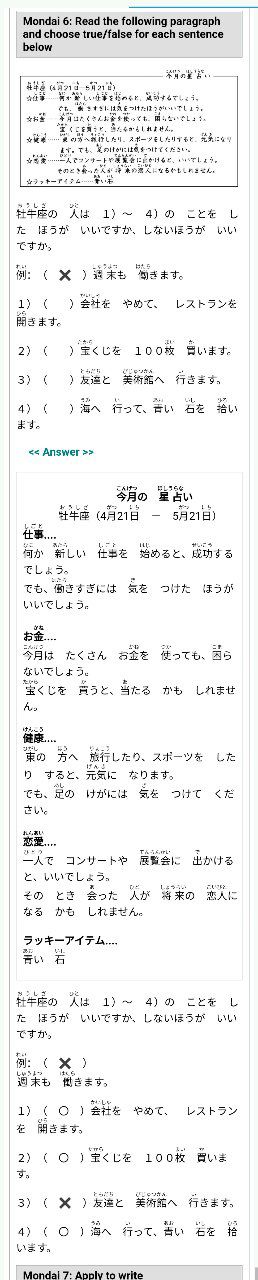 Mondai 6: Read the following paragraph
and choose true/false for each sentence
below
今月の 星占い
牡牛座 (4月21日-5月21日)
☆仕事……何か 新しい仕事を始めると、成功するでしょう。
でも、働きすぎには気をつけたほうがいいでしょう。
☆お金……今月はたくさんお金を使っても、困らないでしょう。
宝くじを買うと、当たるかもしれません。
☆健康……東の方へ旅行したり、スポーツをしたりすると、元気になり
ます。でも、足のけがには気をつけてください。
☆恋愛……一人でコンサートや展覧会に出かけると、いいでしょう。
そのとき会った人が将来の恋人になるかもしれません。
☆ラッキーアイテム……青い石
牡牛座の 人は 1) ~ 4) の ことを し
た ほうが いいですか、しないほうが いい
ですか。
例: ( ✕ ) 週末も 働きます。
1) ( ) 会社を やめて、 レストランを
開きます。
2) ( ) 宝くじを 100枚 買います。
3) ( ) 友達と 美術館へ 行きます。
4) ( ) 海へ 行って、青い 石を 拾い
ます。
<< Answer >>
今月の 星占い
牡牛座 (4月21日 — 5月21日)
仕事....
何か 新しい 仕事を 始めると、成功する
でしょう。
でも、働きすぎには 気を つけた ほうが
いいでしょう。
お金....
今月は たくさん お金を 使っても、困ら
ないでしょう。
宝くじを 買うと、当たる かも しれませ
ん。
健康....
東の 方へ 旅行したり、スポーツを した
り すると、元気に なります。
でも、足の けがには 気を つけて くだ
さい。
恋愛....
一人で コンサートや 展覧会に 出かける
と、いいでしょう。
その とき 会った 人が 将来の 恋人に
なる かも しれません。
ラッキーアイテム....
青い 石
牡牛座の 人は 1) ~ 4) の ことを し
た ほうが いいですか、しないほうが いい
ですか。
例: ( ✕ )
週末も 働きます。
1) ( ○ ) 会社を やめて、 レストラン
を 開きます。
2) ( ○ ) 宝くじを 100枚 買いま
す。
3) ( ✕ ) 友達と 美術館へ 行きます。
4) ( ○ ) 海へ 行って、青い 石を 拾
います。
Mondai 7: Apply to write